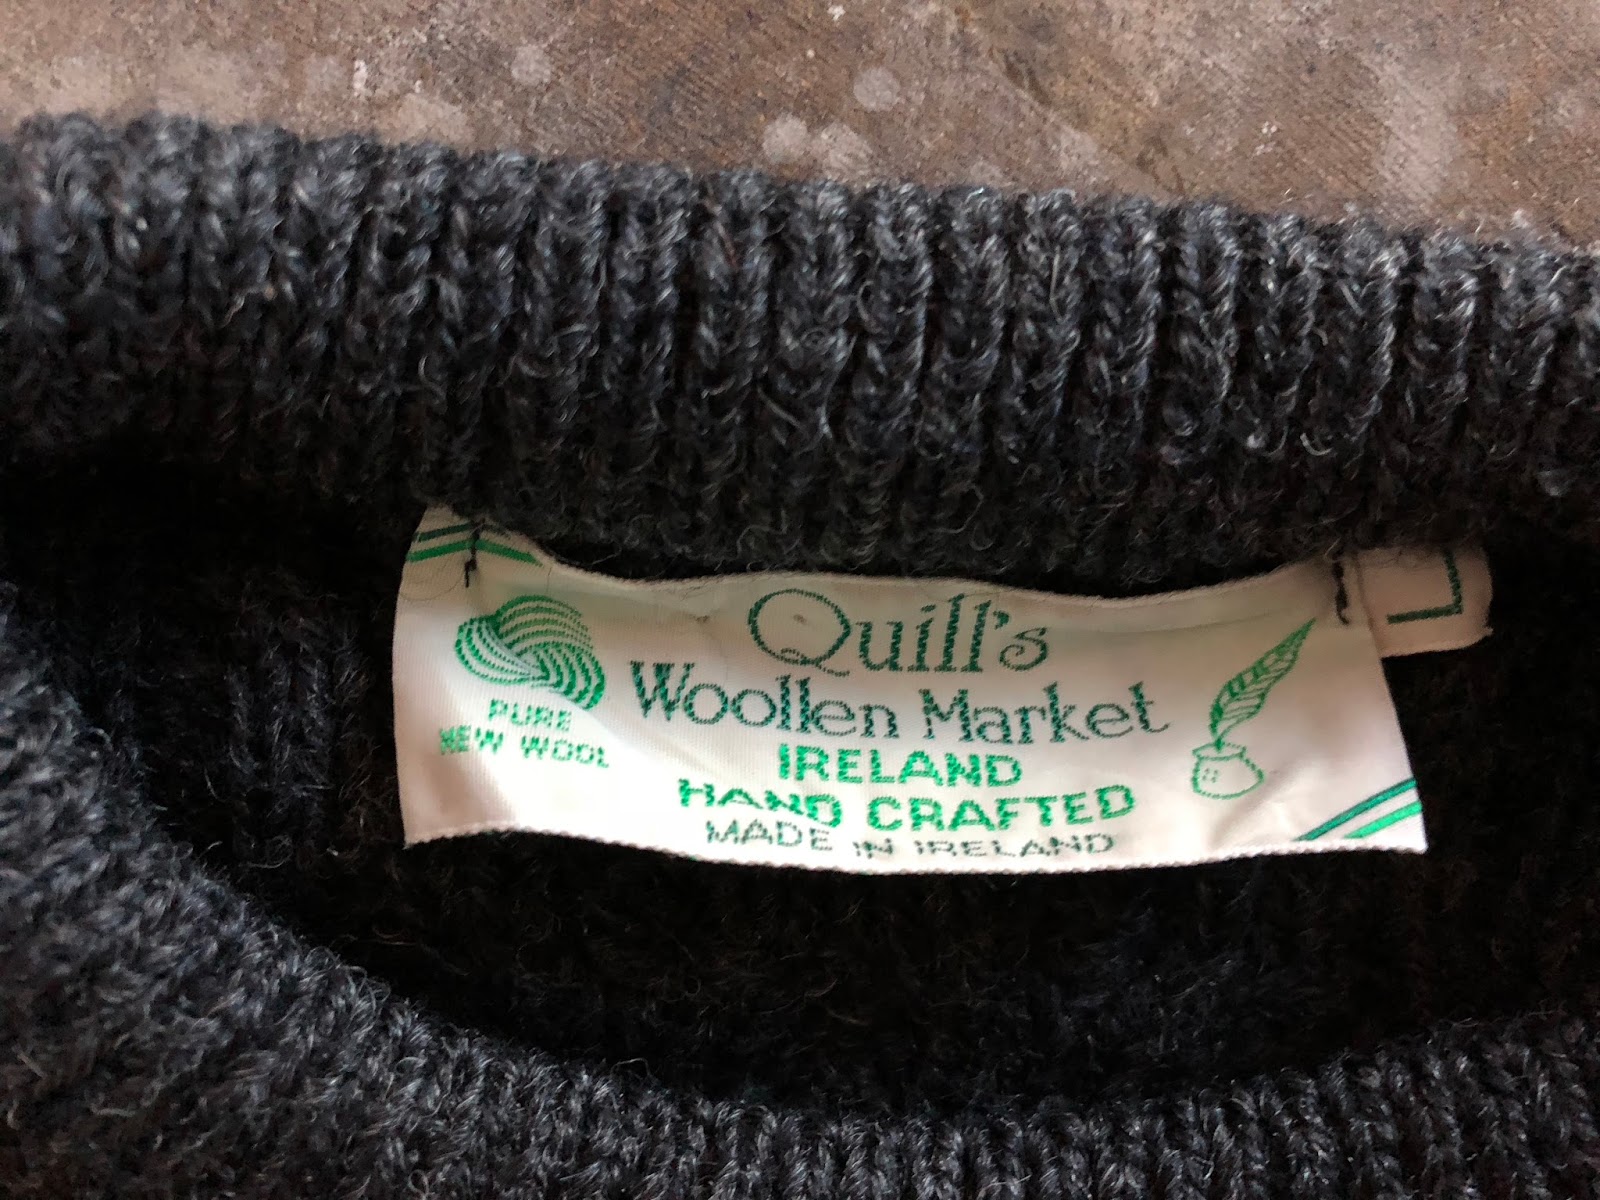 Quill's
Woollen Market
IRELAND
HAND CRAFTED
MADE IN IRELAND
PURE
NEW WOOL
L